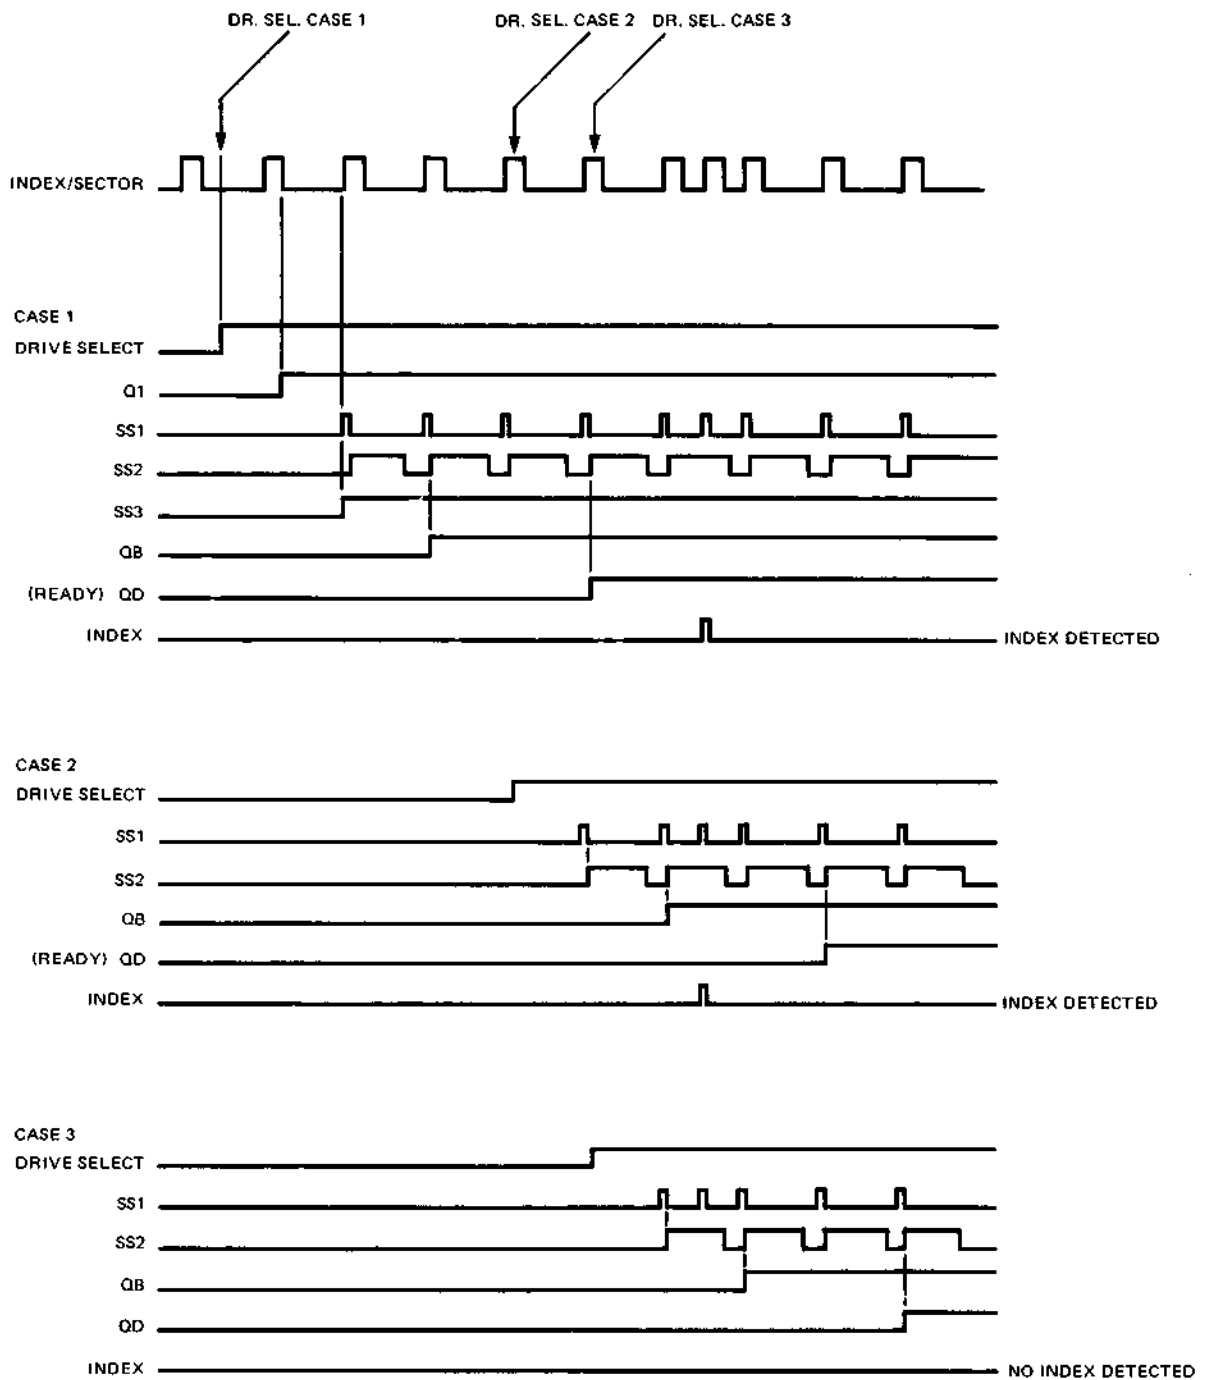 DR. SEL. CASE 1
DR. SEL. CASE 2
DR. SEL. CASE 3
INDEX/SECTOR
CASE 1
DRIVE SELECT
Q1
SS1
SS2
SS3
QB
(READY) QD
INDEX
INDEX DETECTED
CASE 2
DRIVE SELECT
SS1
SS2
QB
(READY) QD
INDEX
INDEX DETECTED
CASE 3
DRIVE SELECT
SS1
SS2
QB
QD
INDEX
NO INDEX DETECTED